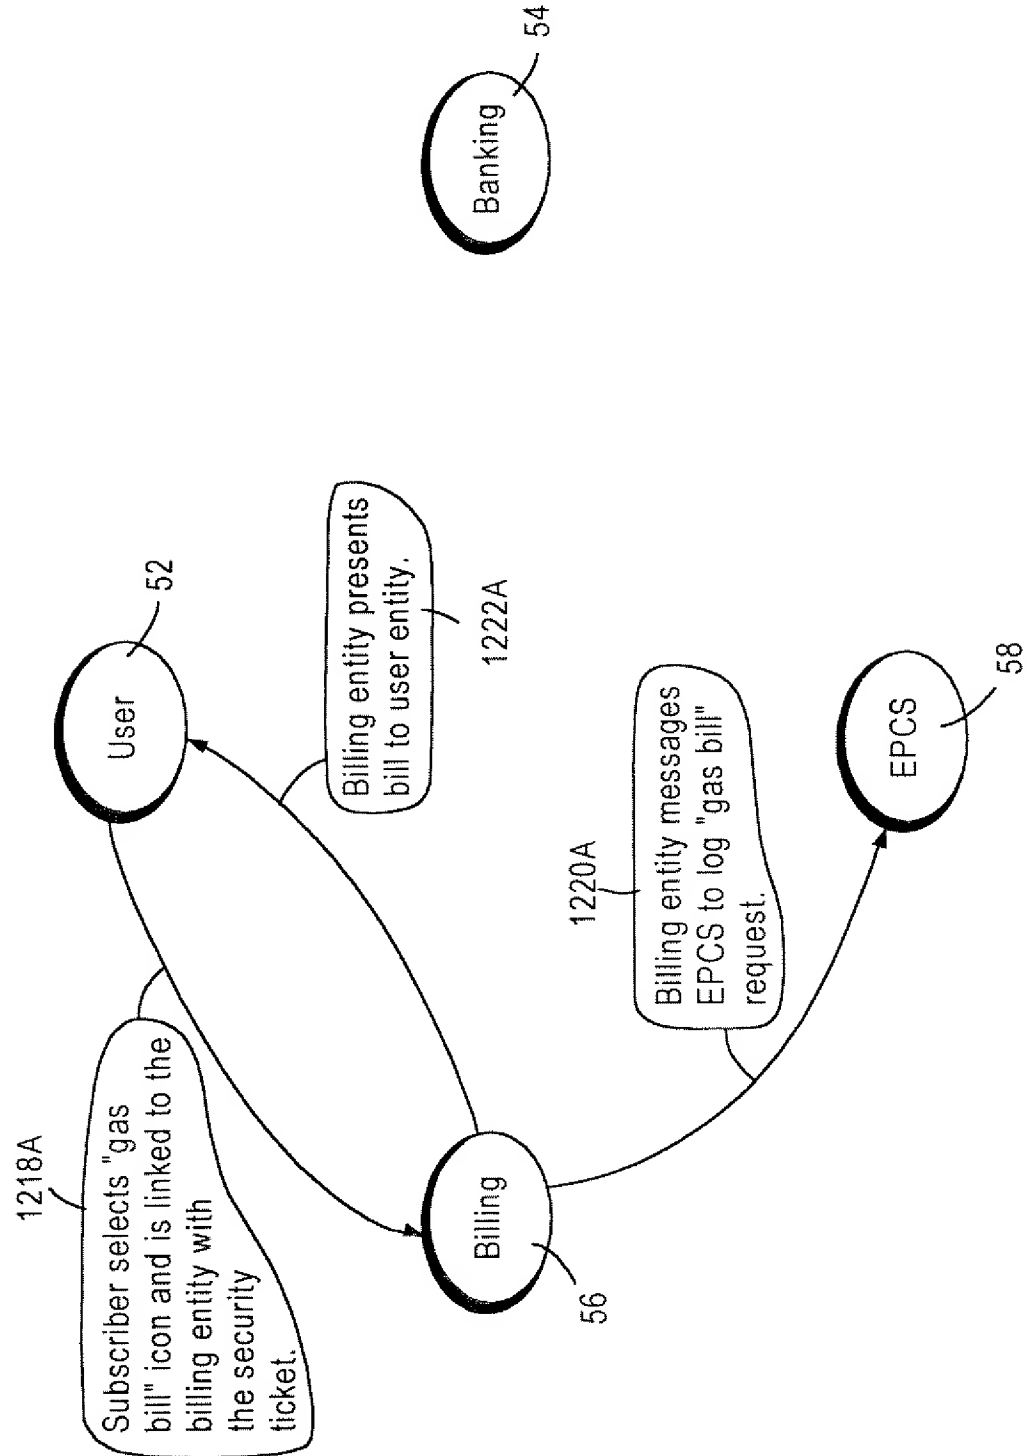 1218A
Subscriber selects "gas
bill" icon and is linked to the
billing entity with
the security
ticket.
User
52
Billing entity presents
bill to user entity.
1222A
Billing
56
Banking
54
1220A
Billing entity messages
EPCS to log "gas bill"
request.
EPCS
58